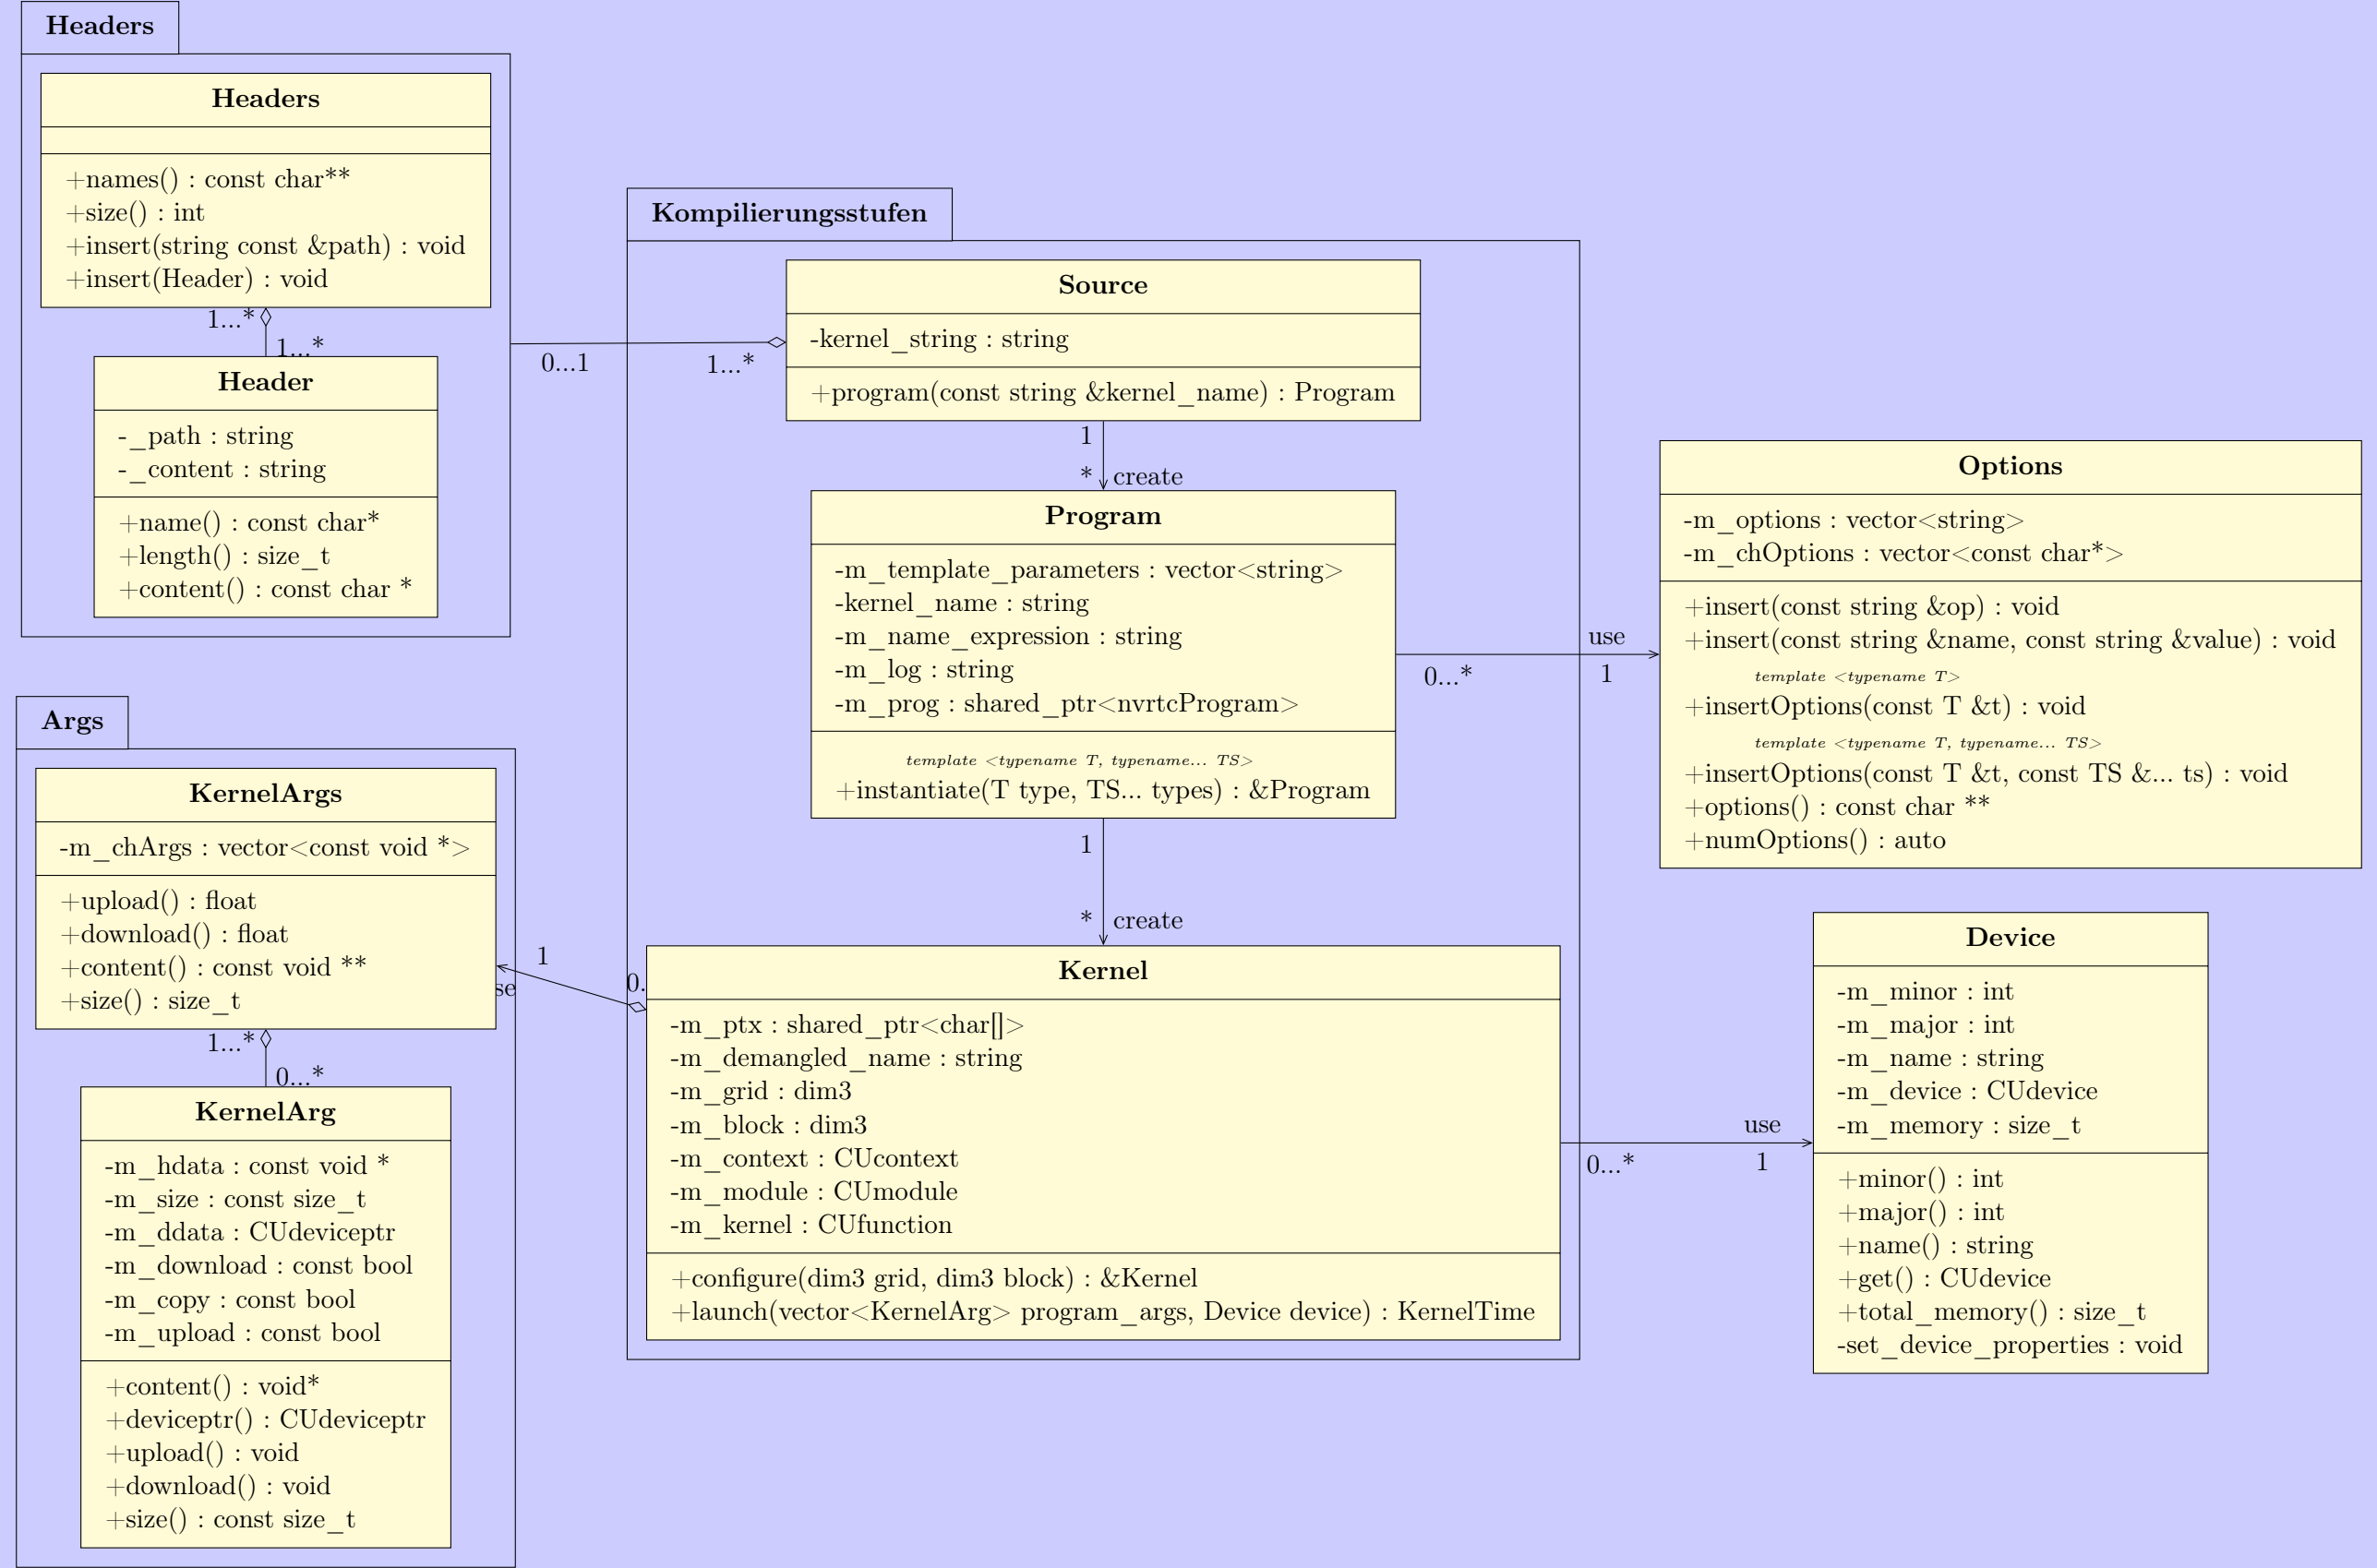 Headers
Headers
+names() : const char**
+size() : int
+insert(string const &path) : void
+insert(Header) : void
1...*
1...*
Header
-_path : string
-_content : string
+name() : const char*
+length() : size_t
+content() : const char *
0...1
1...*
Kompilierungsstufen
Source
-kernel_string : string
+program(const string &kernel_name) : Program
1
* create
Program
-m_template_parameters : vector<string>
-kernel_name : string
-m_name_expression : string
-m_log : string
-m_prog : shared_ptr<nvrtcProgram>
template <typename T, typename... TS>
+instantiate(T type, TS... types) : &Program
use
0...*
1
Options
-m_options : vector<string>
-m_chOptions : vector<const char*>
+insert(const string &op) : void
+insert(const string &name, const string &value) : void
template <typename T>
+insertOptions(const T &t) : void
template <typename T, typename... TS>
+insertOptions(const T &t, const TS &... ts) : void
+options() : const char **
+numOptions() : auto
1
* create
Args
KernelArgs
-m_chArgs : vector<const void *>
+upload() : float
+download() : float
+content() : const void **
+size() : size_t
1
se
0.
1...*
0...*
KernelArg
-m_hdata : const void *
-m_size : const size_t
-m_ddata : CUdeviceptr
-m_download : const bool
-m_copy : const bool
-m_upload : const bool
+content() : void*
+deviceptr() : CUdeviceptr
+upload() : void
+download() : void
+size() : const size_t
Kernel
-m_ptx : shared_ptr<char[]>
-m_demangled_name : string
-m_grid : dim3
-m_block : dim3
-m_context : CUcontext
-m_module : CUmodule
-m_kernel : CUfunction
+configure(dim3 grid, dim3 block) : &Kernel
+launch(vector<KernelArg> program_args, Device device) : KernelTime
use
0...*
1
Device
-m_minor : int
-m_major : int
-m_name : string
-m_device : CUdevice
-m_memory : size_t
+minor() : int
+major() : int
+name() : string
+get() : CUdevice
+total_memory() : size_t
-set_device_properties : void